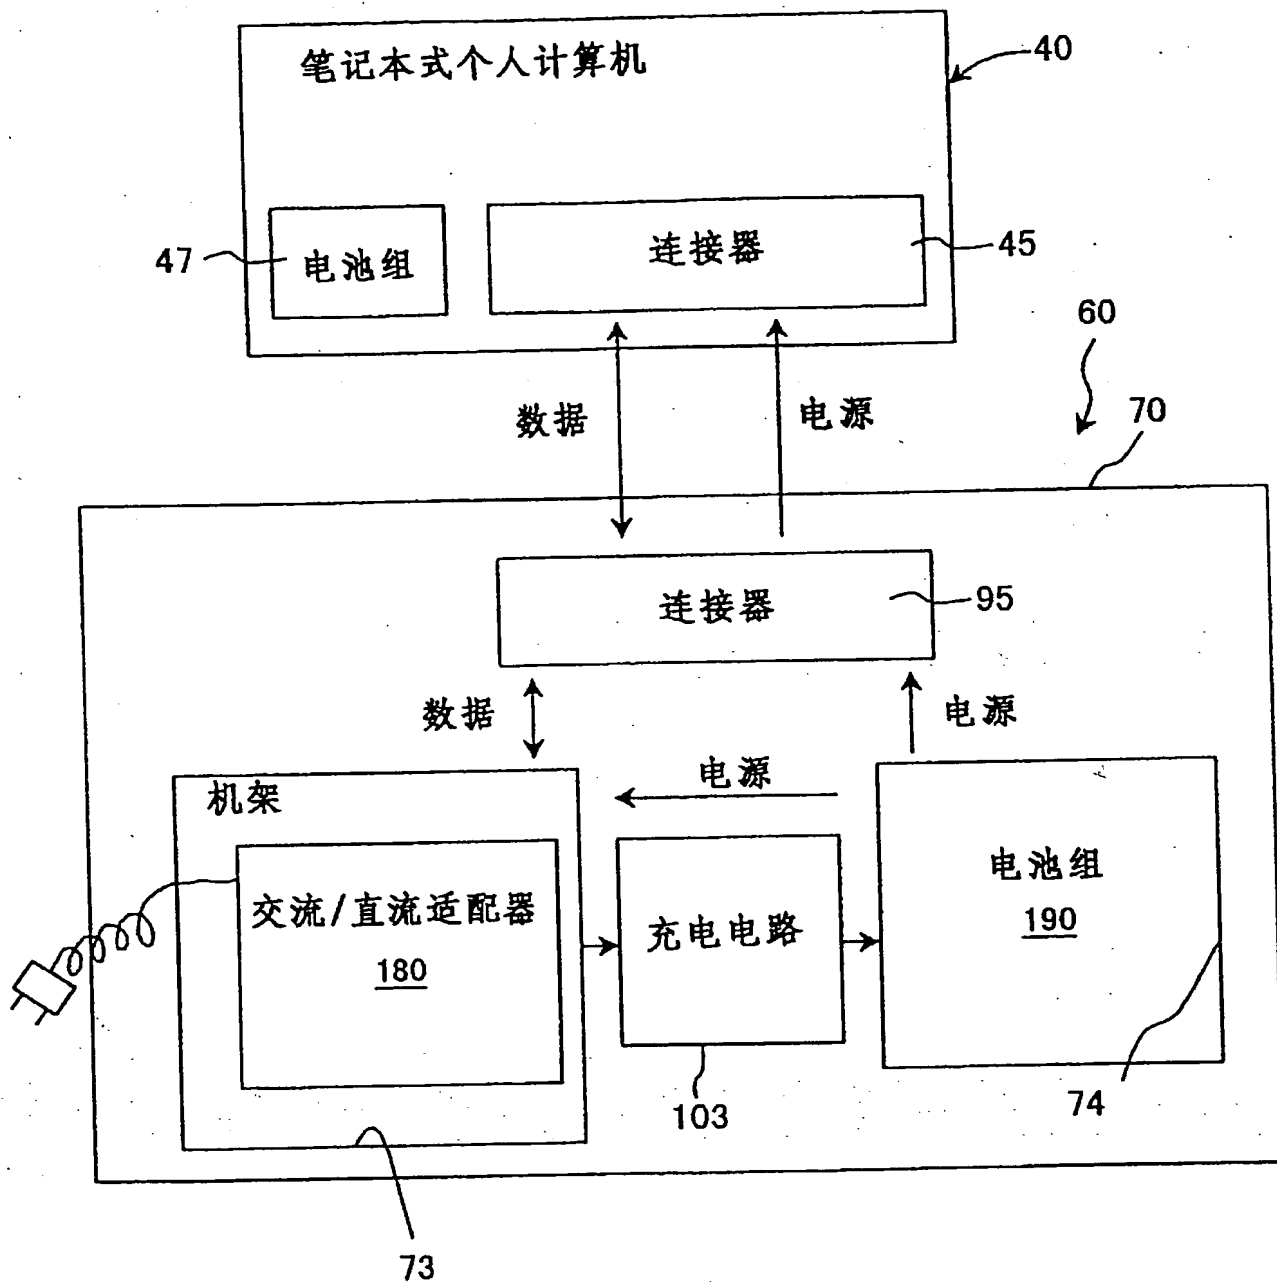 笔记本式个人计算机
40
47
电池组
连接器
45
60
数据
电源
70
连接器
95
数据
电源
机架
电源
交流/直流适配器
180
充电电路
电池组
190
103
74
73